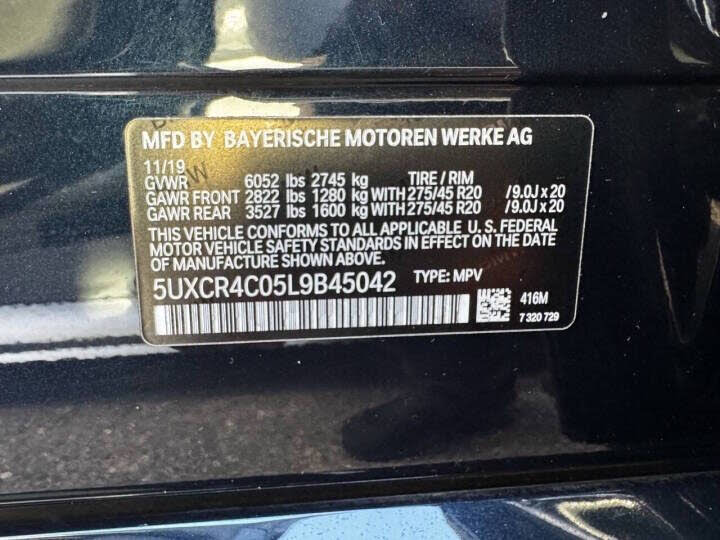 MFD BY BAYERISCHE MOTOREN WERKE AG
11/19
GVWR 6052 lbs 2745 kg TIRE / RIM
GAWR FRONT 2822 lbs 1280 kg WITH 275/45 R20 /9.0J x 20
GAWR REAR 3527 lbs 1600 kg WITH 275/45 R20 /9.0J x 20
THIS VEHICLE CONFORMS TO ALL APPLICABLE U. S. FEDERAL
MOTOR VEHICLE SAFETY STANDARDS IN EFFECT ON THE DATE
OF MANUFACTURE SHOWN ABOVE.
5UXCR4C05L9B45042 TYPE: MPV
416M
7 320 729